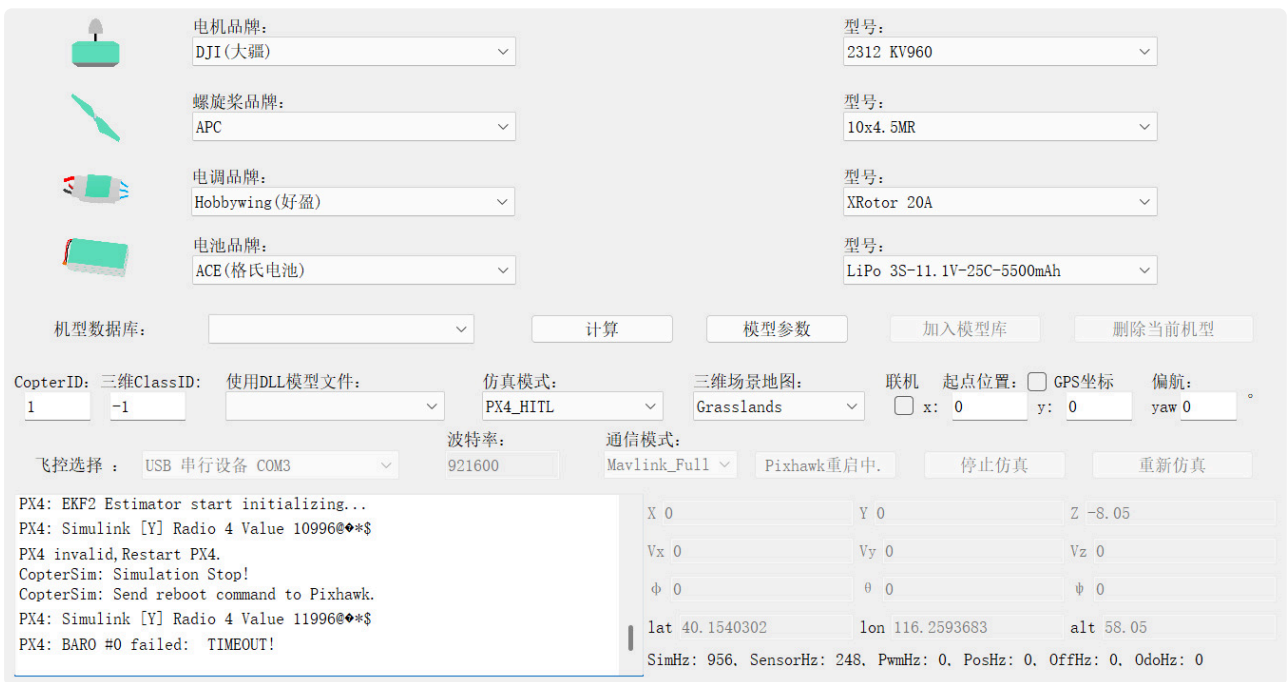 电机品牌: 型号:
DJI(大疆) 2312 KV960
螺旋桨品牌: 型号:
APC 10x4.5MR
电调品牌: 型号:
Hobbywing(好盈) XRotor 20A
电池品牌: 型号:
ACE(格氏电池) LiPo 3S-11.1V-25C-5500mAh
机型数据库: 计算 模型参数 加入模型库 删除当前机型
CopterID: 三维ClassID: 使用DLL模型文件: 仿真模式: 三维场景地图: 联机 起点位置: GPS坐标 偏航:
1 -1 PX4_HITL Grasslands x: 0 y: 0 yaw 0 °
波特率: 通信模式:
飞控选择 : USB 串行设备 COM3 921600 Mavlink_Full Pixhawk重启中. 停止仿真 重新仿真
PX4: EKF2 Estimator start initializing...
PX4: Simulink [Y] Radio 4 Value 10996@�*$
PX4 invalid,Restart PX4.
CopterSim: Simulation Stop!
CopterSim: Send reboot command to Pixhawk.
PX4: Simulink [Y] Radio 4 Value 11996@�*$
PX4: BARO #0 failed:  TIMEOUT!
X 0 Y 0 Z -8.05
Vx 0 Vy 0 Vz 0
ϕ 0 θ 0 ψ 0
lat 40.1540302 lon 116.2593683 alt 58.05
SimHz: 956, SensorHz: 248, PwmHz: 0, PosHz: 0, OffHz: 0, OdoHz: 0